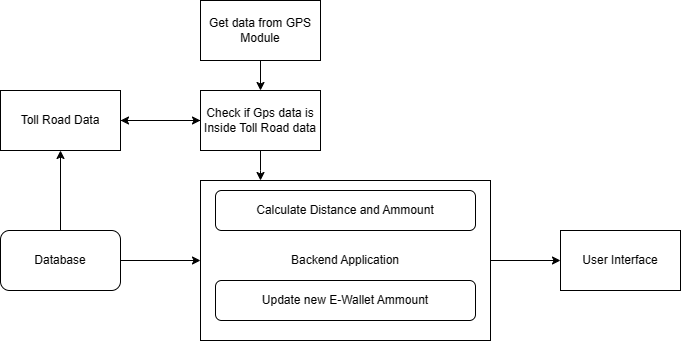 Get data from GPS
Module
Toll Road Data
Check if Gps data is
Inside Toll Road data
Calculate Distance and Ammount
Database
Backend Application
User Interface
Update new E-Wallet Ammount